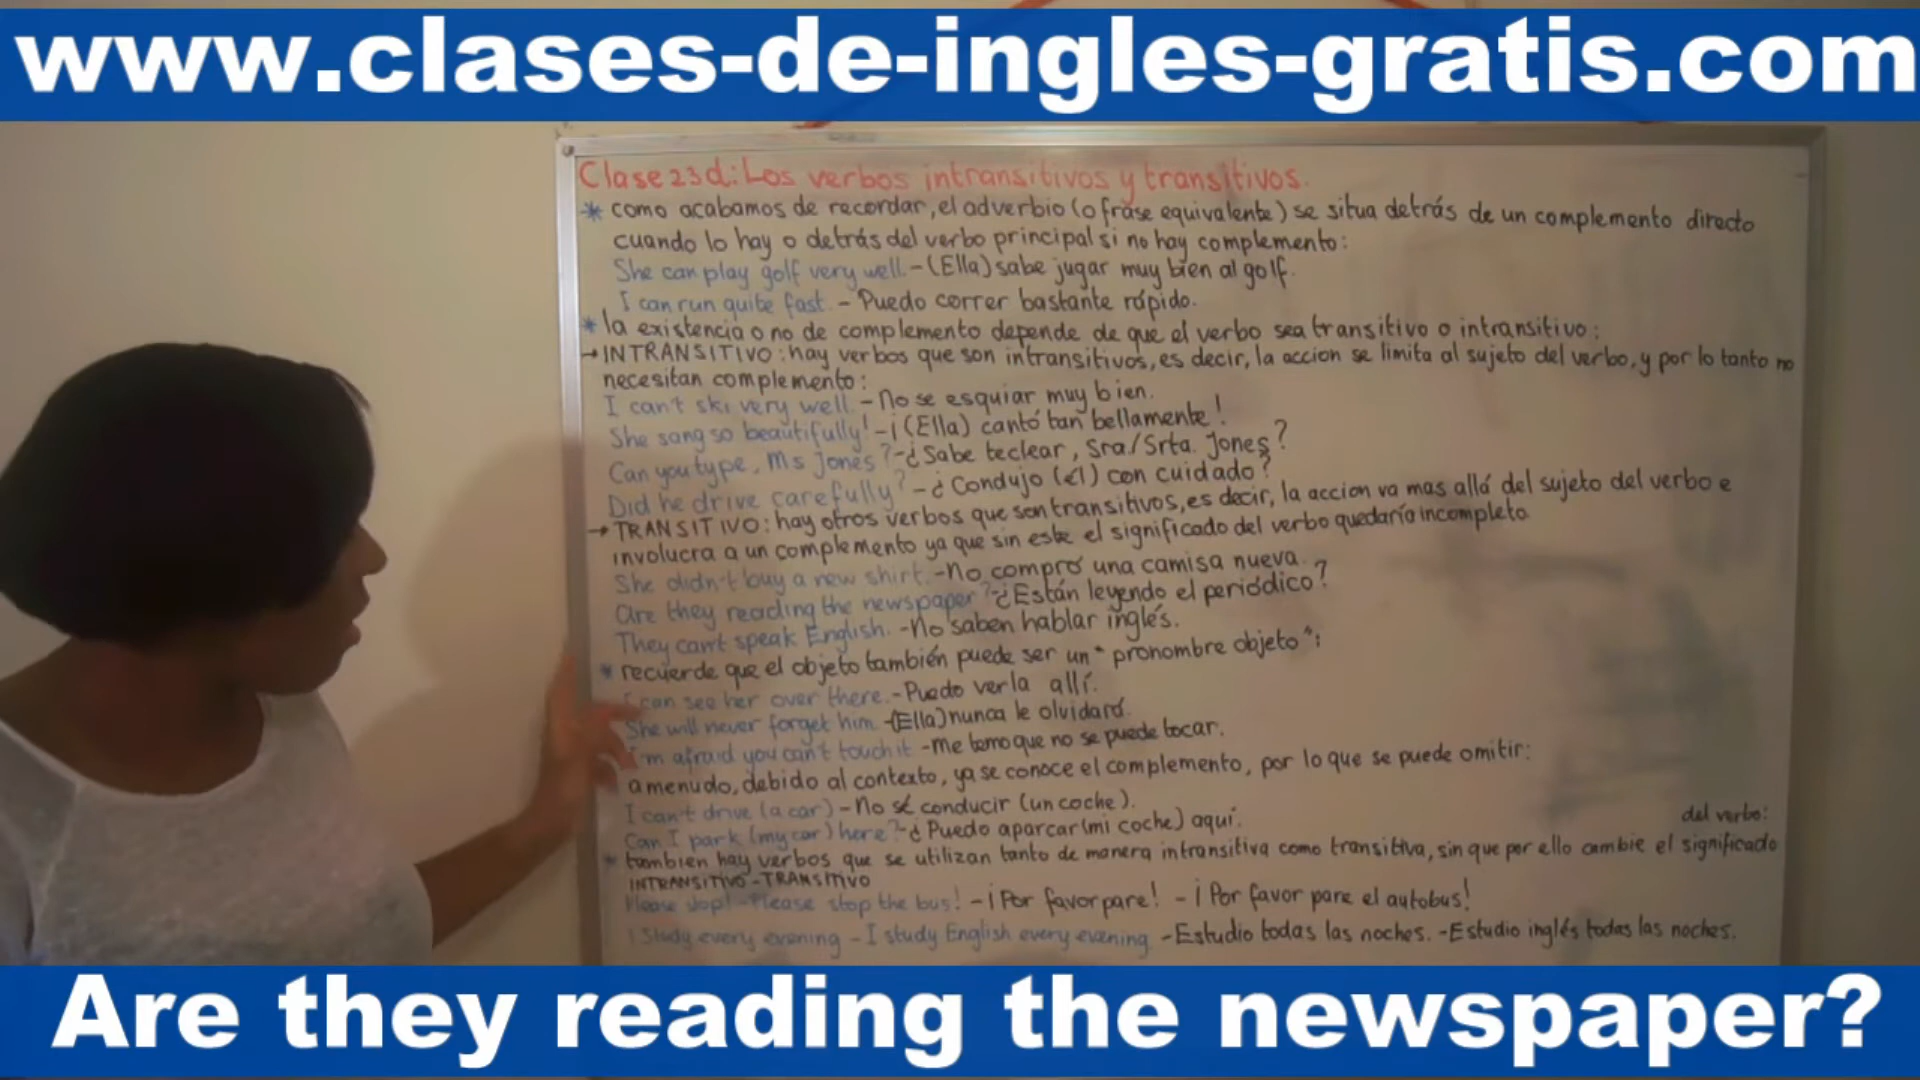 www.clases-de-ingles-gratis.com
Clase 23d: Los verbos intransitivos y transitivos.
* como acabamos de recordar, el adverbio (o frase equivalente) se situa detrás de un complemento directo
cuando lo hay o detrás del verbo principal si no hay complemento:
She can play golf very well. - (Ella) sabe jugar muy bien al golf.
I can run quite fast. - Puedo correr bastante rápido.
* la existencia o no de complemento depende de que el verbo sea transitivo o intransitivo:
→ INTRANSITIVO: hay verbos que son intransitivos, es decir, la accion se limita al sujeto del verbo, y por lo tanto no
necesitan complemento:
I can't ski very well. - No se esquiar muy bien.
She sang so beautifully! - ¡(Ella) cantó tan bellamente!
Can you type, Ms Jones? - ¿Sabe teclear, Sra./Srta. Jones?
Did he drive carefully? - ¿Condujo (él) con cuidado?
→ TRANSITIVO: hay otros verbos que son transitivos, es decir, la accion va mas allá del sujeto del verbo e
involucra a un complemento ya que sin este el significado del verbo quedaría incompleto
She didn't buy a new shirt. - No compró una camisa nueva.
Are they reading the newspaper? - ¿Están leyendo el periódico?
They can't speak English. - No saben hablar inglés.
* recuerde que el objeto también puede ser un "pronombre objeto":
I can see her over there. - Puedo verla allí.
She will never forget him. - (Ella) nunca le olvidará.
I'm afraid you can't touch it - me temo que no se puede tocar.
a menudo, debido al contexto, ya se conoce el complemento, por lo que se puede omitir:
I can't drive (a car) - No sé conducir (un coche).
Can I park (my car) here? - ¿Puedo aparcar (mi coche) aquí.
* tambien hay verbos que se utilizan tanto de manera intransitiva como transitiva, sin que por ello cambie el significado
del verbo:
INTRANSITIVO - TRANSITIVO
Please stop! - Please stop the bus! - ¡Por favor pare! - ¡Por favor pare el autobus!
I study every evening - I study English every evening - Estudio todas las noches. - Estudio inglés todas las noches.
Are they reading the newspaper?